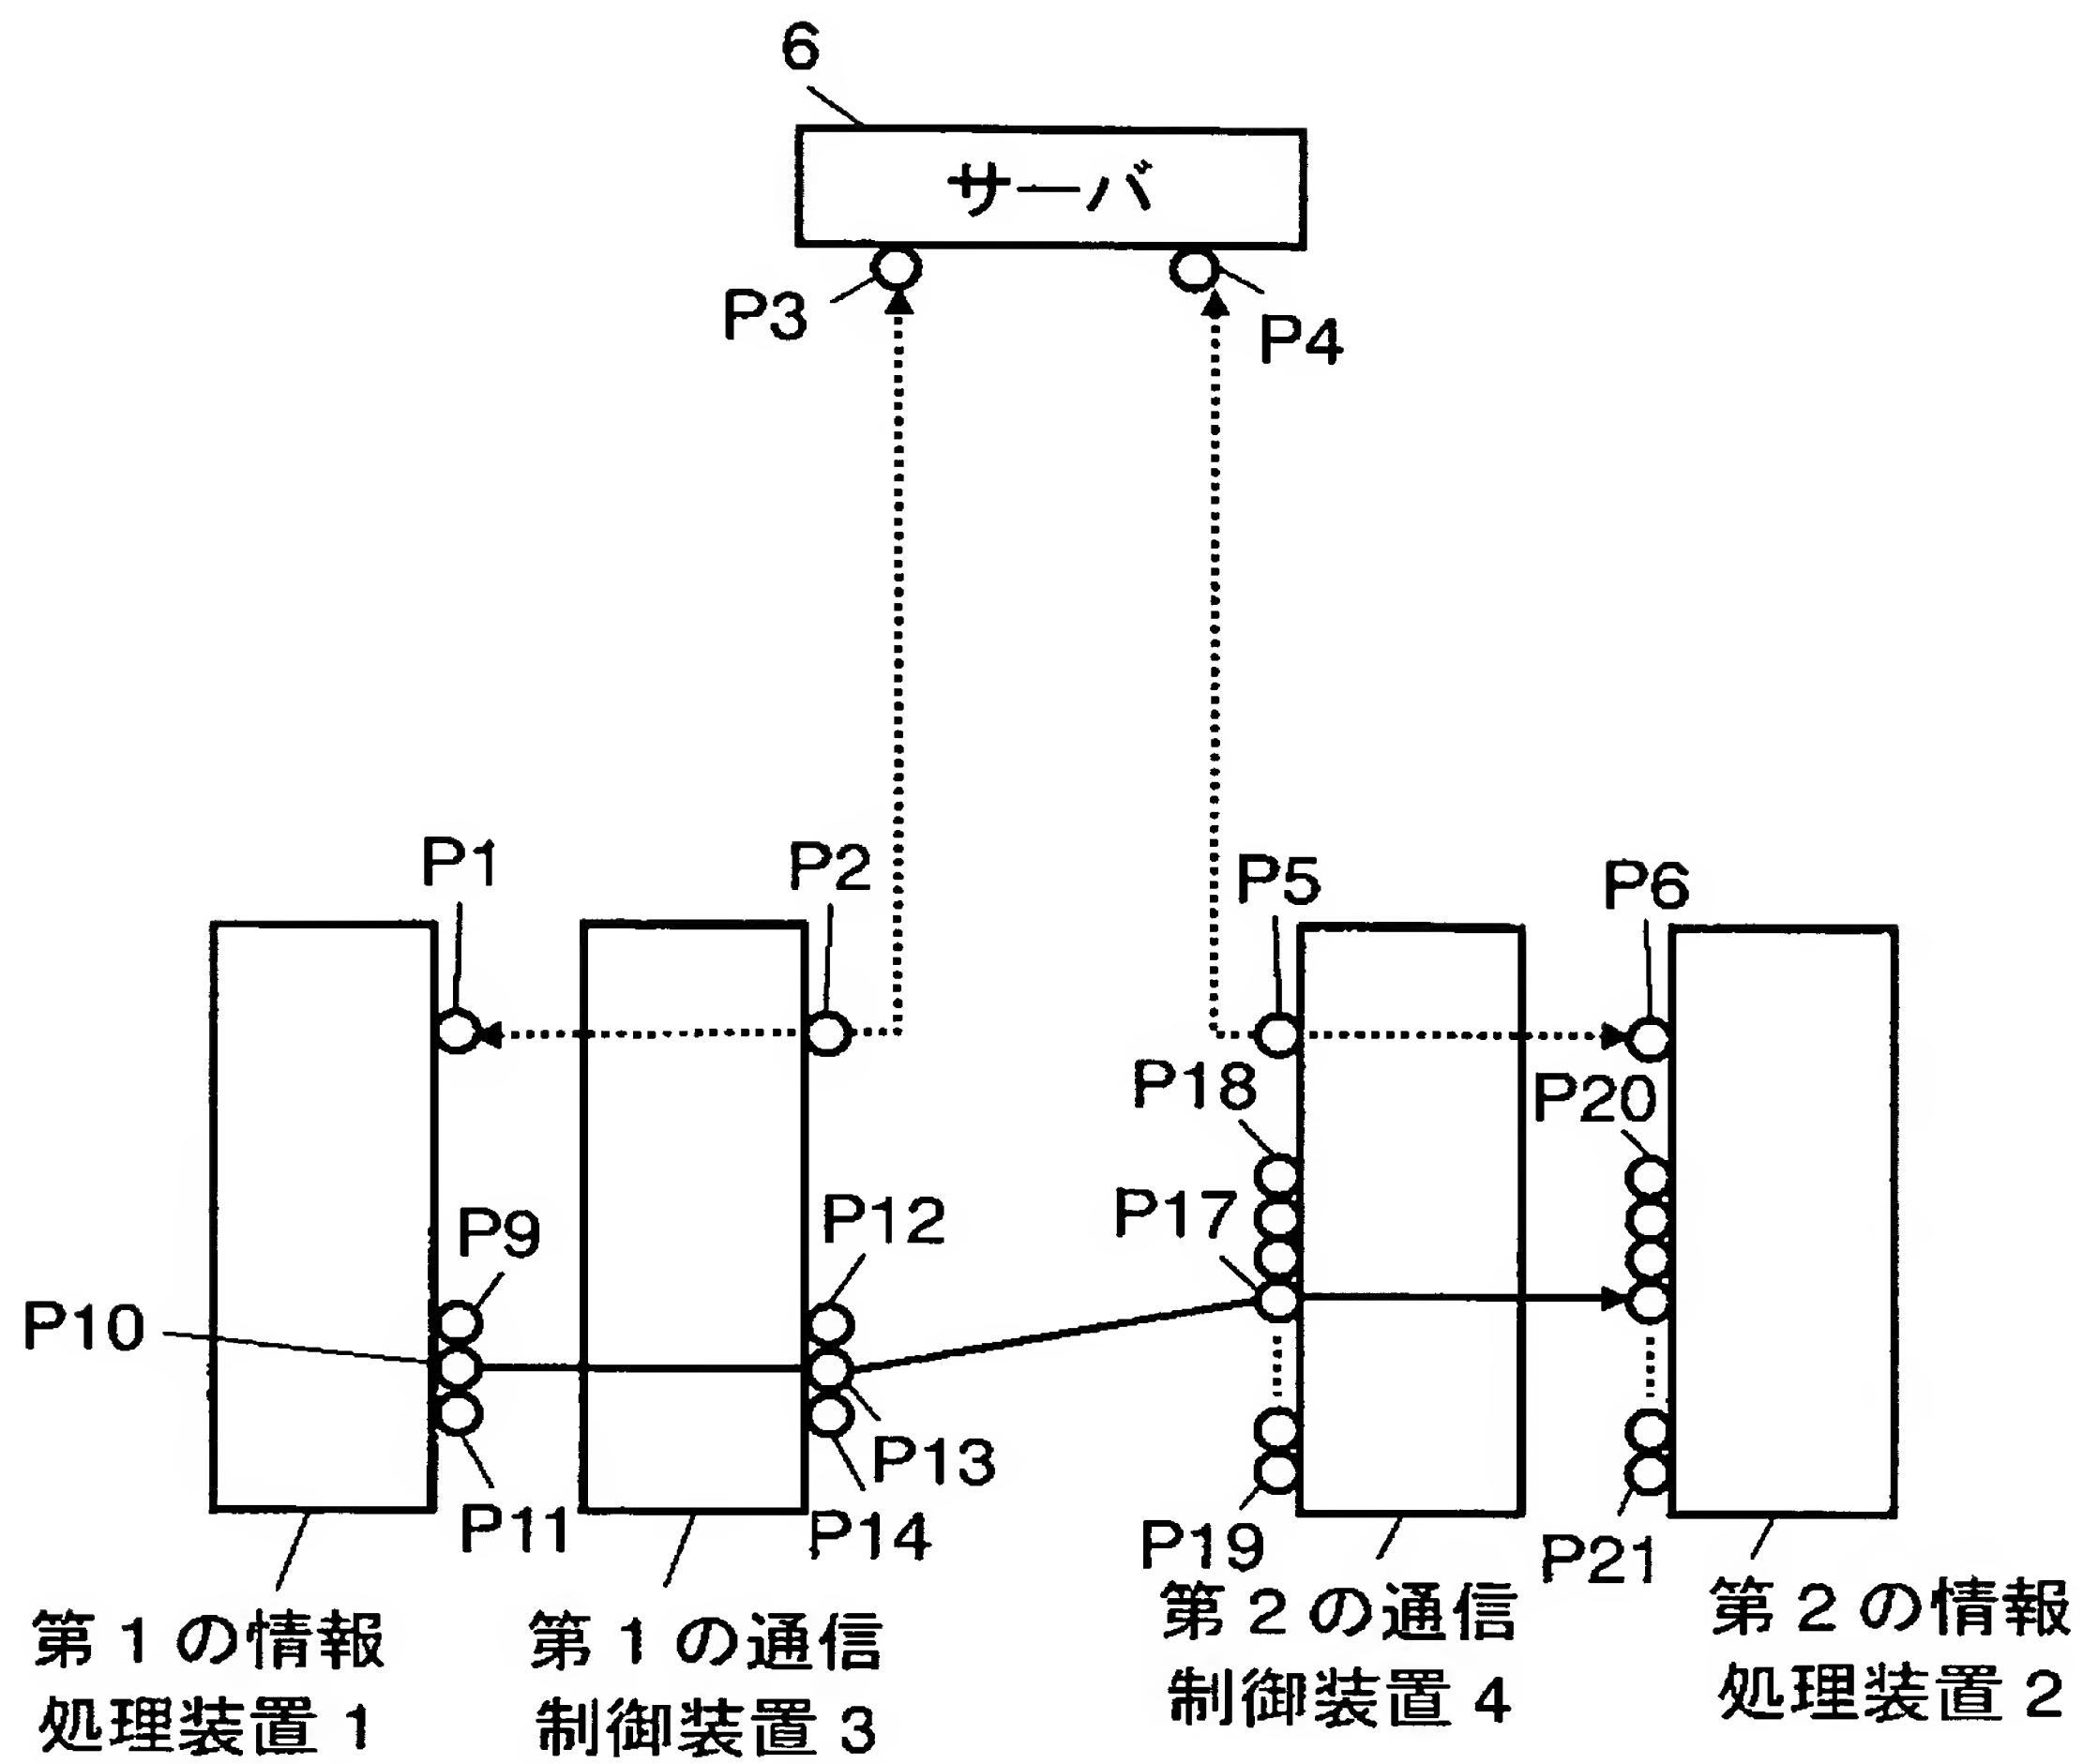 6
サーバ
P3
P4
P1
P2
P5
P6
P18
P20
P12
P17
P9
P10
P13
P11
P14
P19
P21
第1の情報
処理装置1
第1の通信
制御装置3
第2の通信
制御装置4
第2の情報
処理装置2